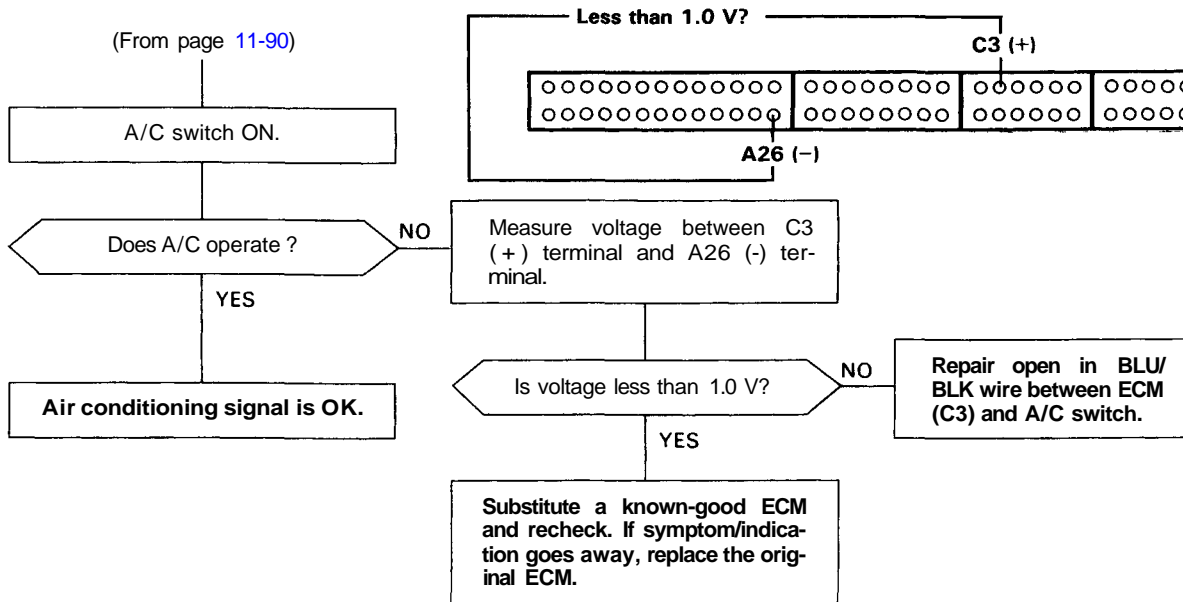 (From page 11-90)
Less than 1.0 V?
C3 (+)
A26 (−)
A/C switch ON.
Does A/C operate ?
NO
YES
Measure voltage between C3
( + ) terminal and A26 (-) ter-
minal.
Air conditioning signal is OK.
Is voltage less than 1.0 V?
NO
YES
Repair open in BLU/
BLK wire between ECM
(C3) and A/C switch.
Substitute a known-good ECM
and recheck. If symptom/indica-
tion goes away, replace the orig-
inal ECM.